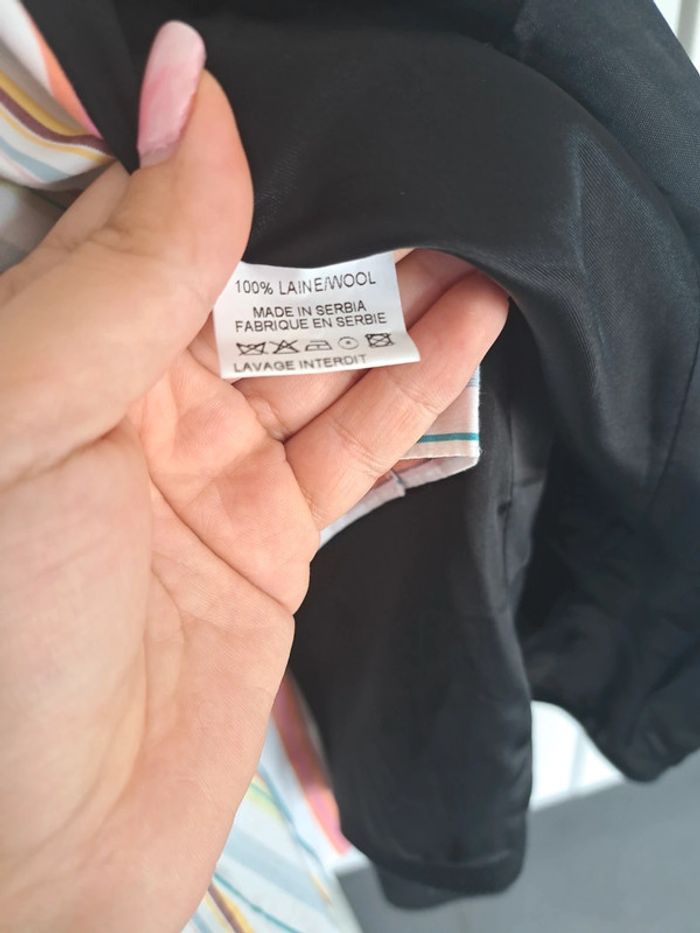 100% LAINE/WOOL
MADE IN SERBIA
FABRIQUE EN SERBIE
LAVAGE INTERDIT